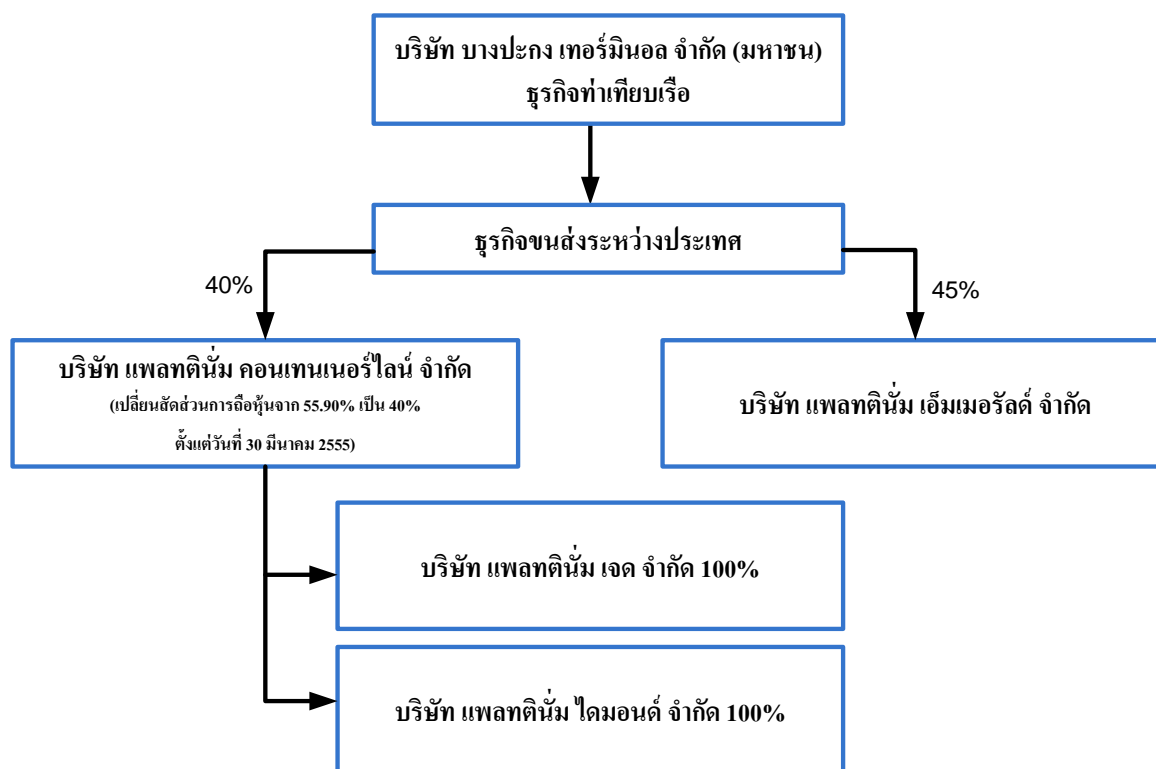 บริษัท บางปะกง เทอร์มินอล จำกัด (มหาชน)
ธุรกิจท่าเทียบเรือ
ธุรกิจขนส่งระหว่างประเทศ
40%
45%
บริษัท แพลทตินั่ม คอนเทนเนอร์ไลน์ จำกัด
(เปลี่ยนสัดส่วนการถือหุ้นจาก 55.90% เป็น 40%
ตั้งแต่วันที่ 30 มีนาคม 2555)
บริษัท แพลทตินั่ม เอ็มเมอรัลด์ จำกัด
บริษัท แพลทตินั่ม เจด จำกัด 100%
บริษัท แพลทตินั่ม ไดมอนด์ จำกัด 100%